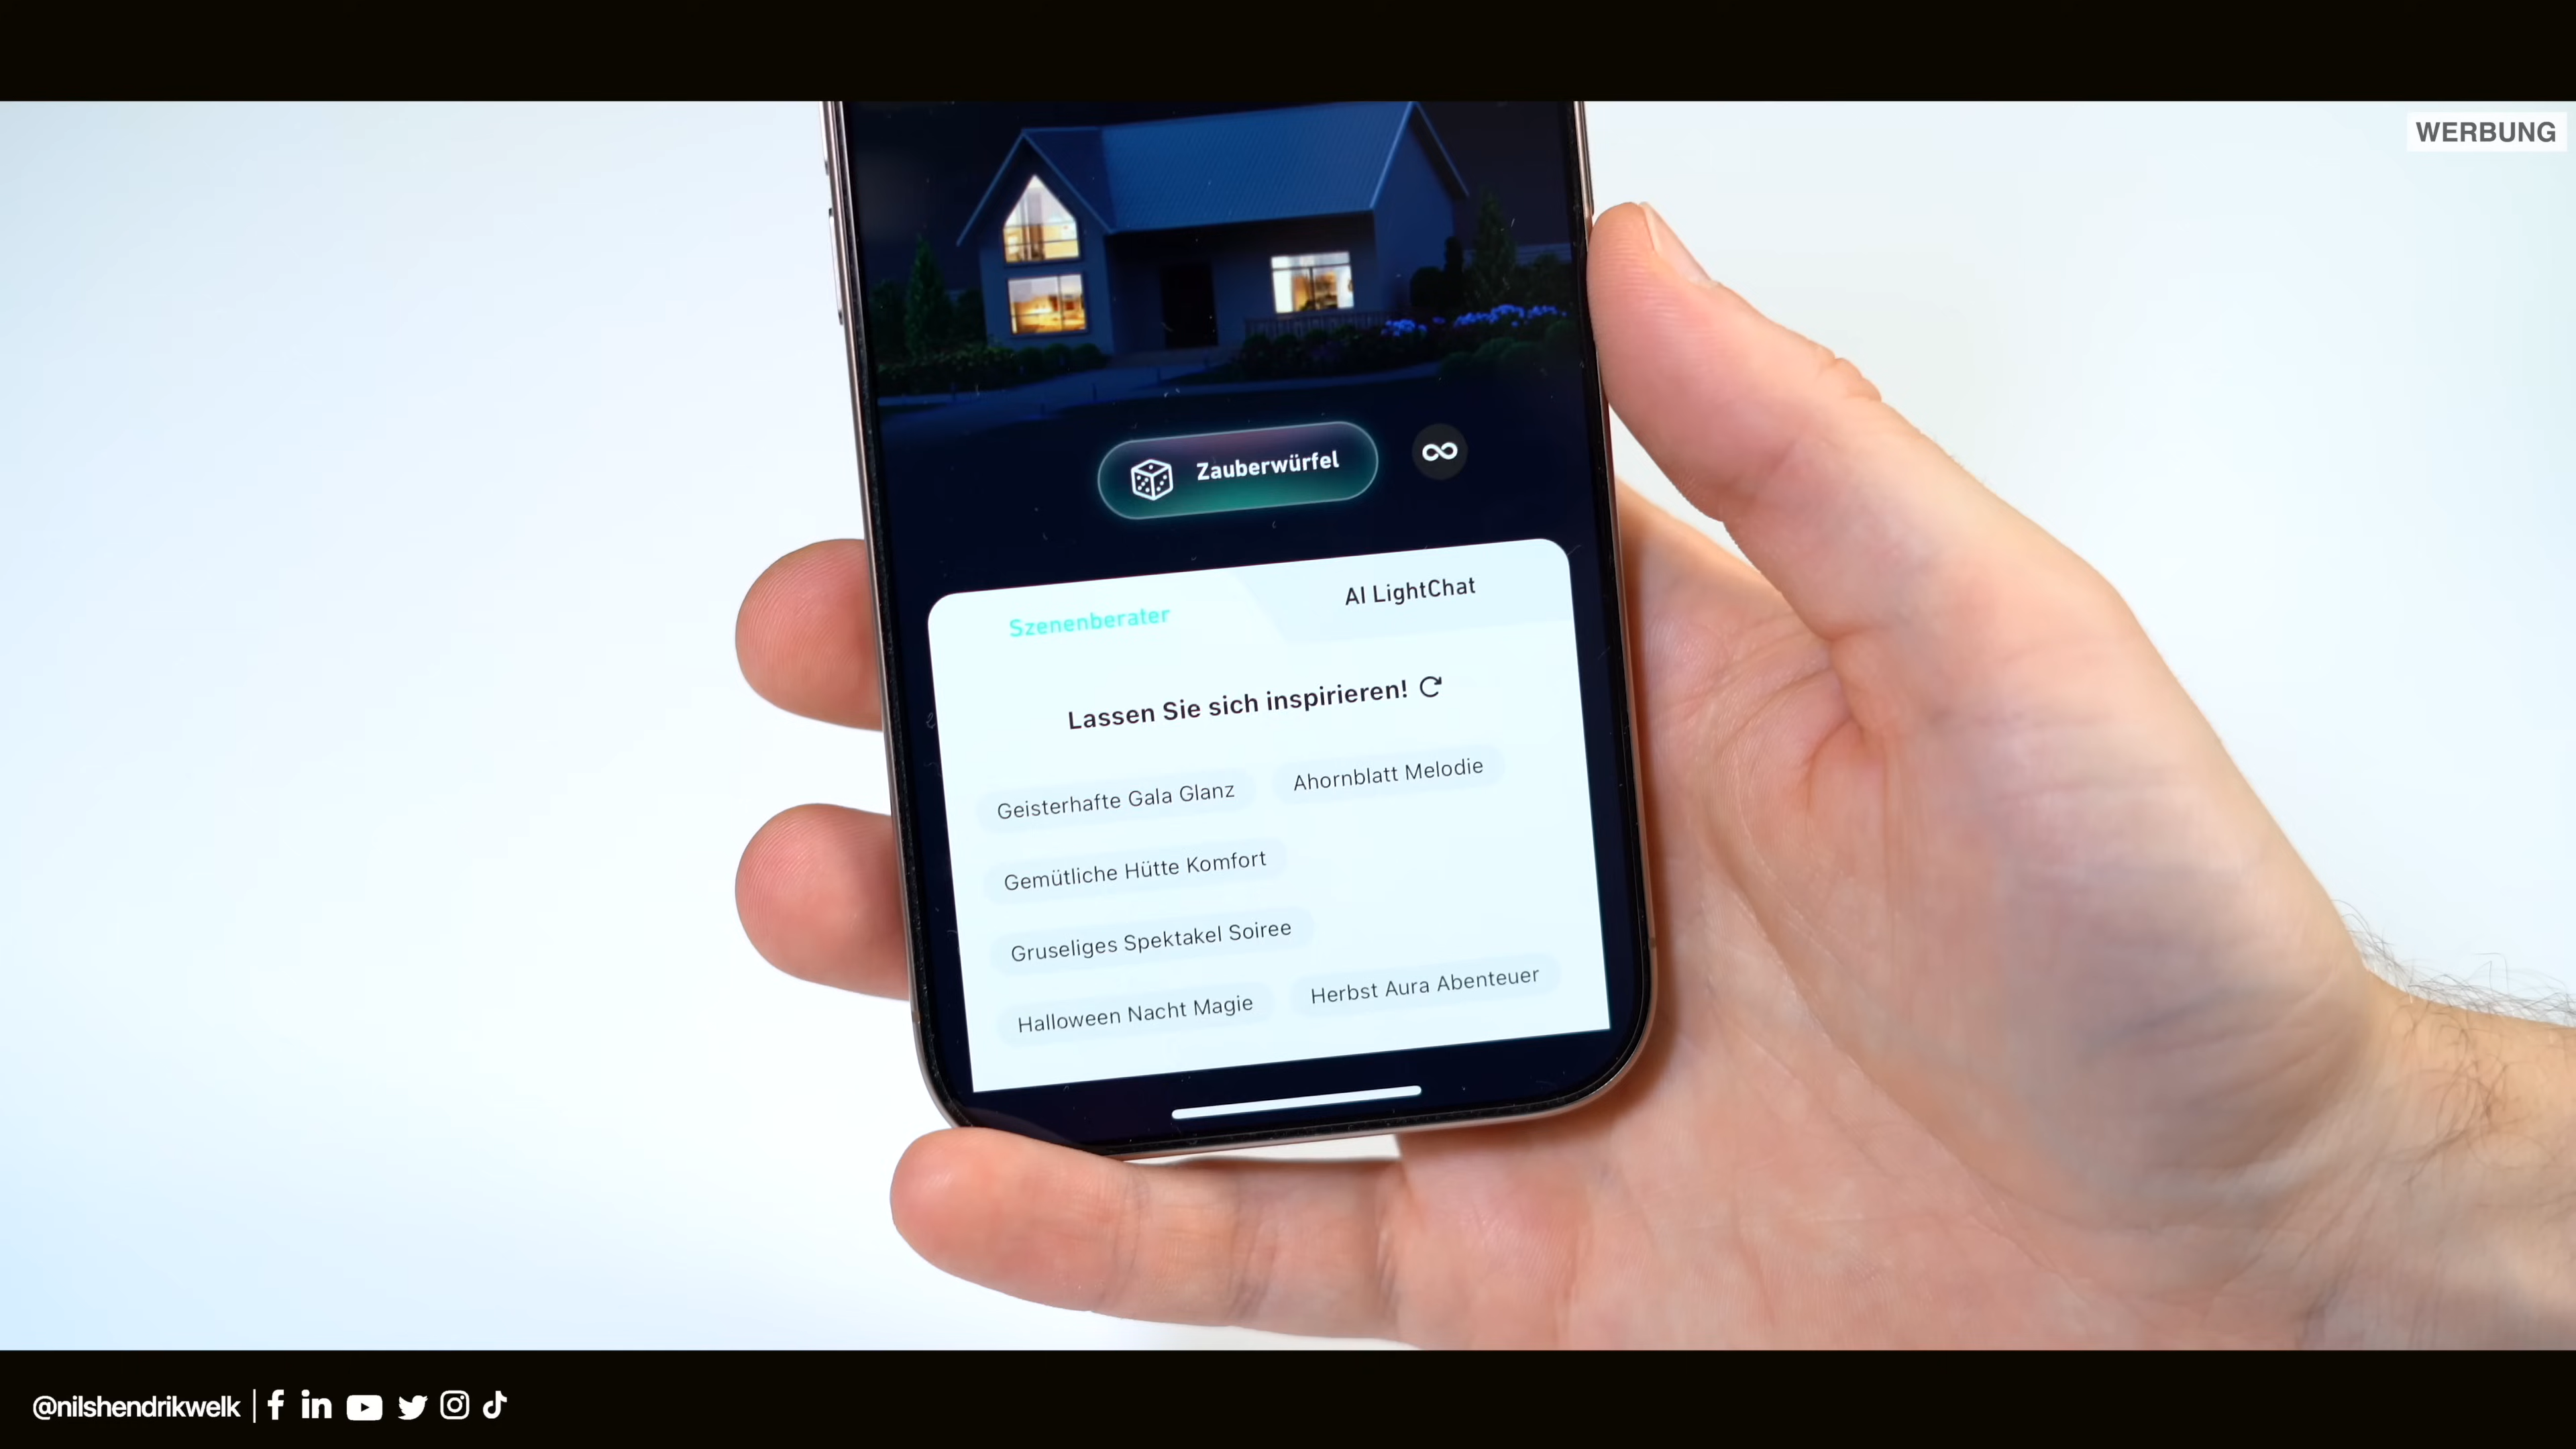 WERBUNG
Zauberwürfel
Szenenberater
AI LightChat
Lassen Sie sich inspirieren!
Geisterhafte Gala Glanz
Ahornblatt Melodie
Gemütliche Hütte Komfort
Gruseliges Spektakel Soiree
Halloween Nacht Magie
Herbst Aura Abenteuer
@nilshendrikwelk